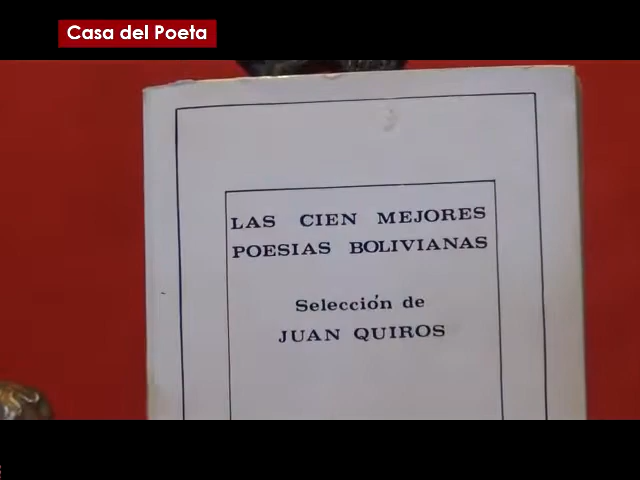 Casa del Poeta
LAS CIEN MEJORES
POESIAS BOLIVIANAS
Selección de
JUAN QUIROS